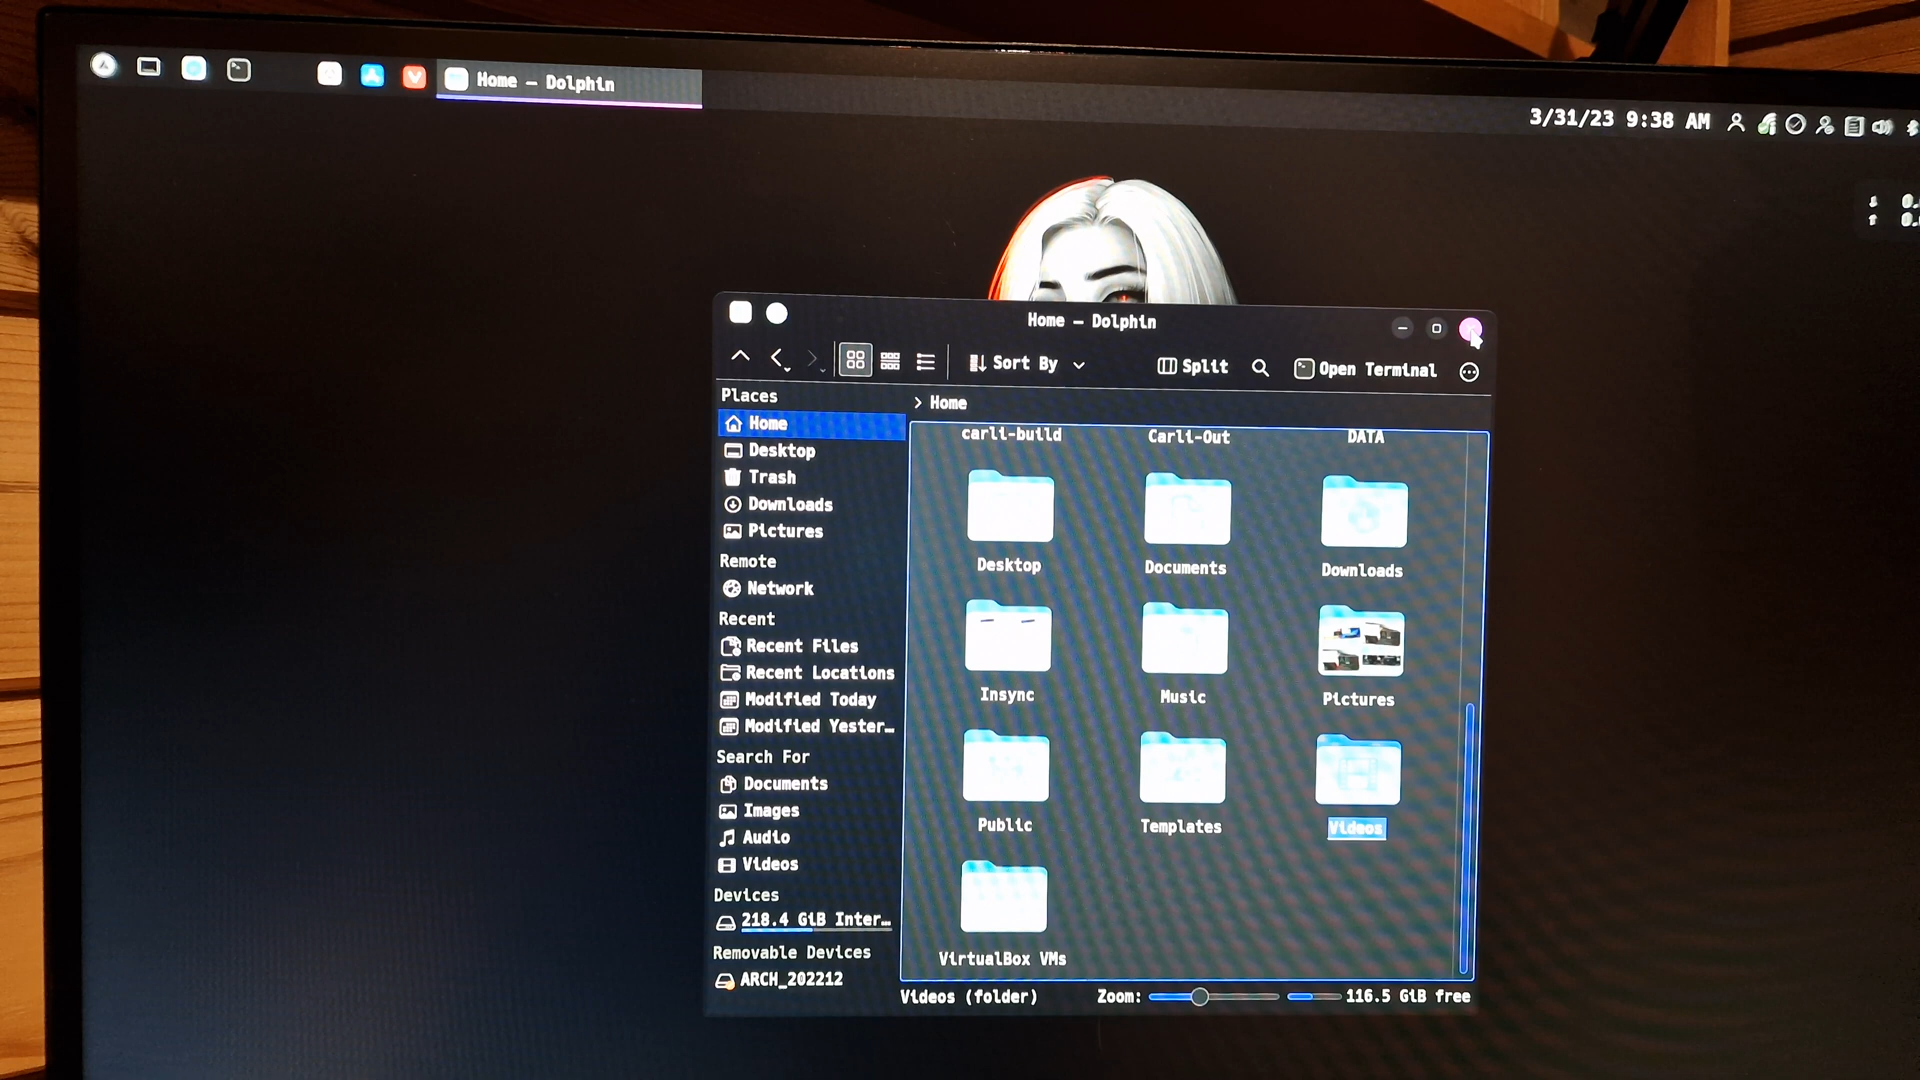 Home — Dolphin
3/31/23 9:38 AM
Home — Dolphin
Sort By
Split
Open Terminal
Places
Home
Desktop
Trash
Downloads
Pictures
Remote
Network
Recent
Recent Files
Recent Locations
Modified Today
Modified Yester…
Search For
Documents
Images
Audio
Videos
Devices
218.4 GiB Inter…
Removable Devices
ARCH_202212
> Home
carli-build Carli-Out DATA
Desktop Documents Downloads
Insync Music Pictures
Public Templates Videos
VirtualBox VMs
Videos (folder) Zoom: 116.5 GiB free